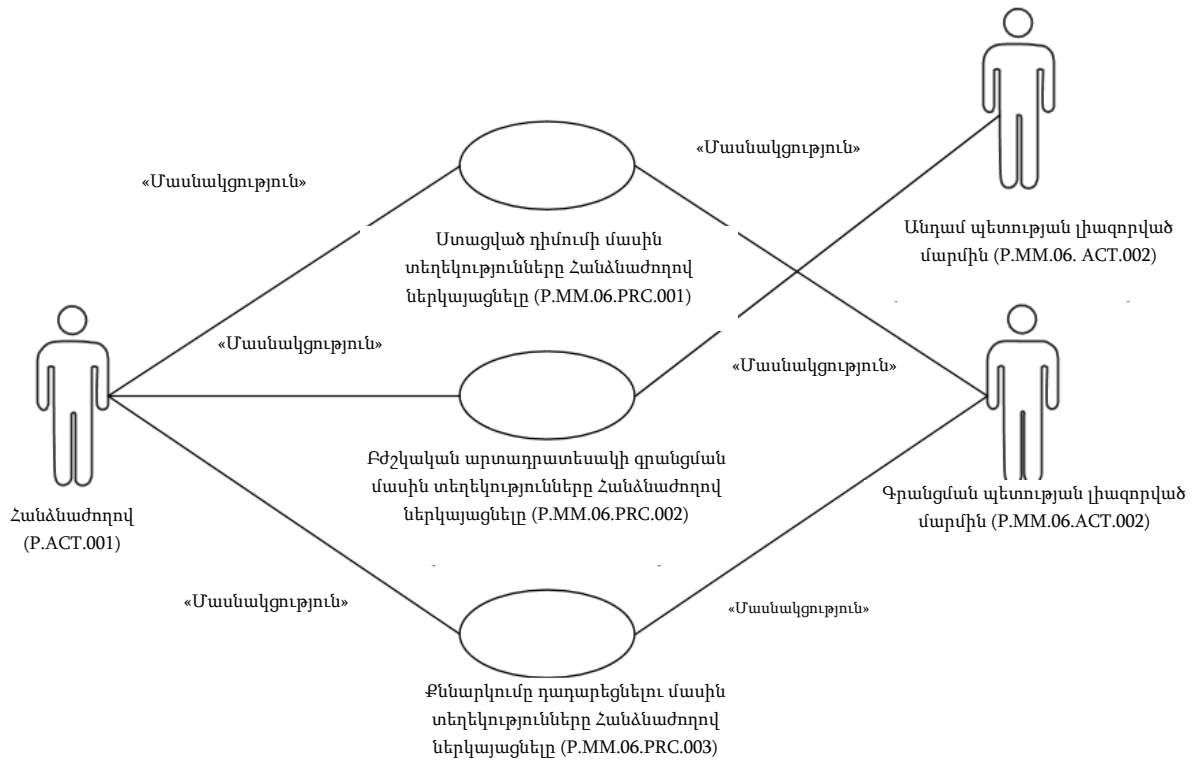 «Մասնակցություն»
«Մասնակցություն»
Ստացված դիմումի մասին
տեղեկությունները Հանձնաժողով
ներկայացնելը (P.MM.06.PRC.001)
Անդամ պետության լիազորված
մարմին (P.MM.06. ACT.002)
«Մասնակցություն»
«Մասնակցություն»
Բժշկական արտադրատեսակի գրանցման
մասին տեղեկությունները Հանձնաժողով
ներկայացնելը (P.MM.06.PRC.002)
Գրանցման պետության լիազորված
մարմին (P.MM.06.ACT.002)
Հանձնաժողով
(P.ACT.001)
«Մասնակցություն»
«Մասնակցություն»
Քննարկումը դադարեցնելու մասին
տեղեկությունները Հանձնաժողով
ներկայացնելը (P.MM.06.PRC.003)